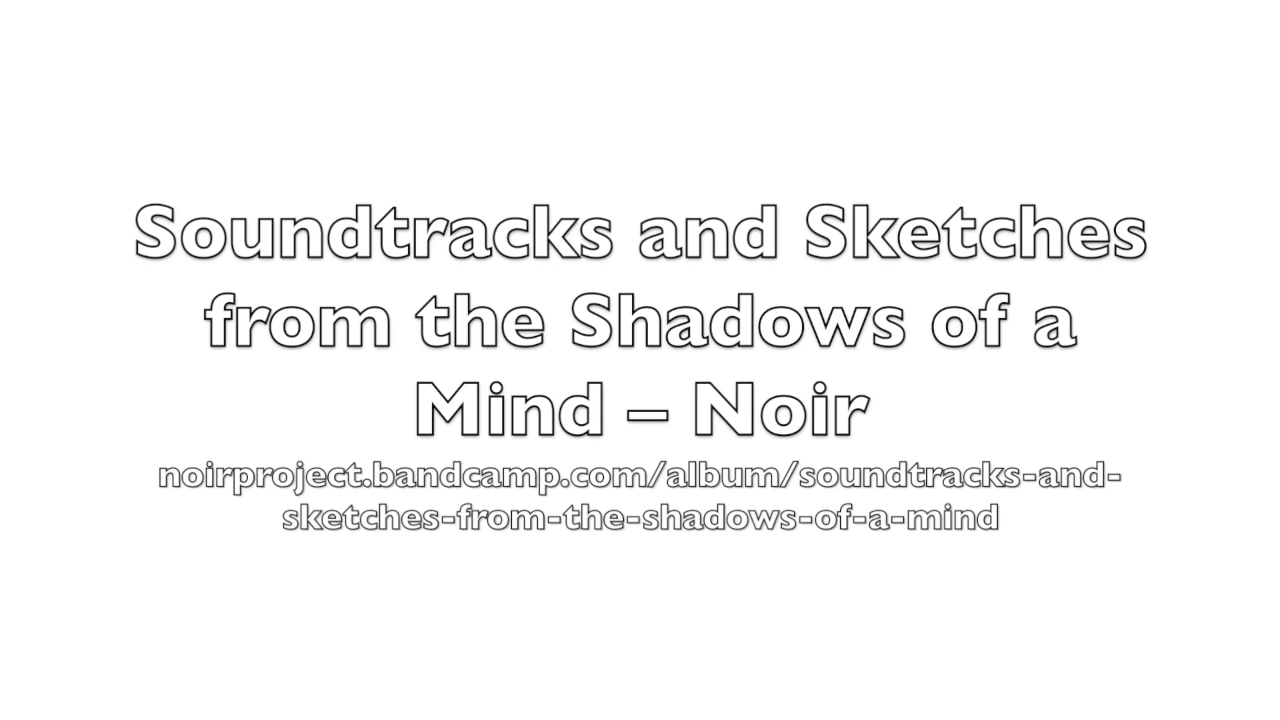 Soundtracks and Sketches
from the Shadows of a
Mind – Noir
noirproject.bandcamp.com/album/soundtracks-and-
sketches-from-the-shadows-of-a-mind